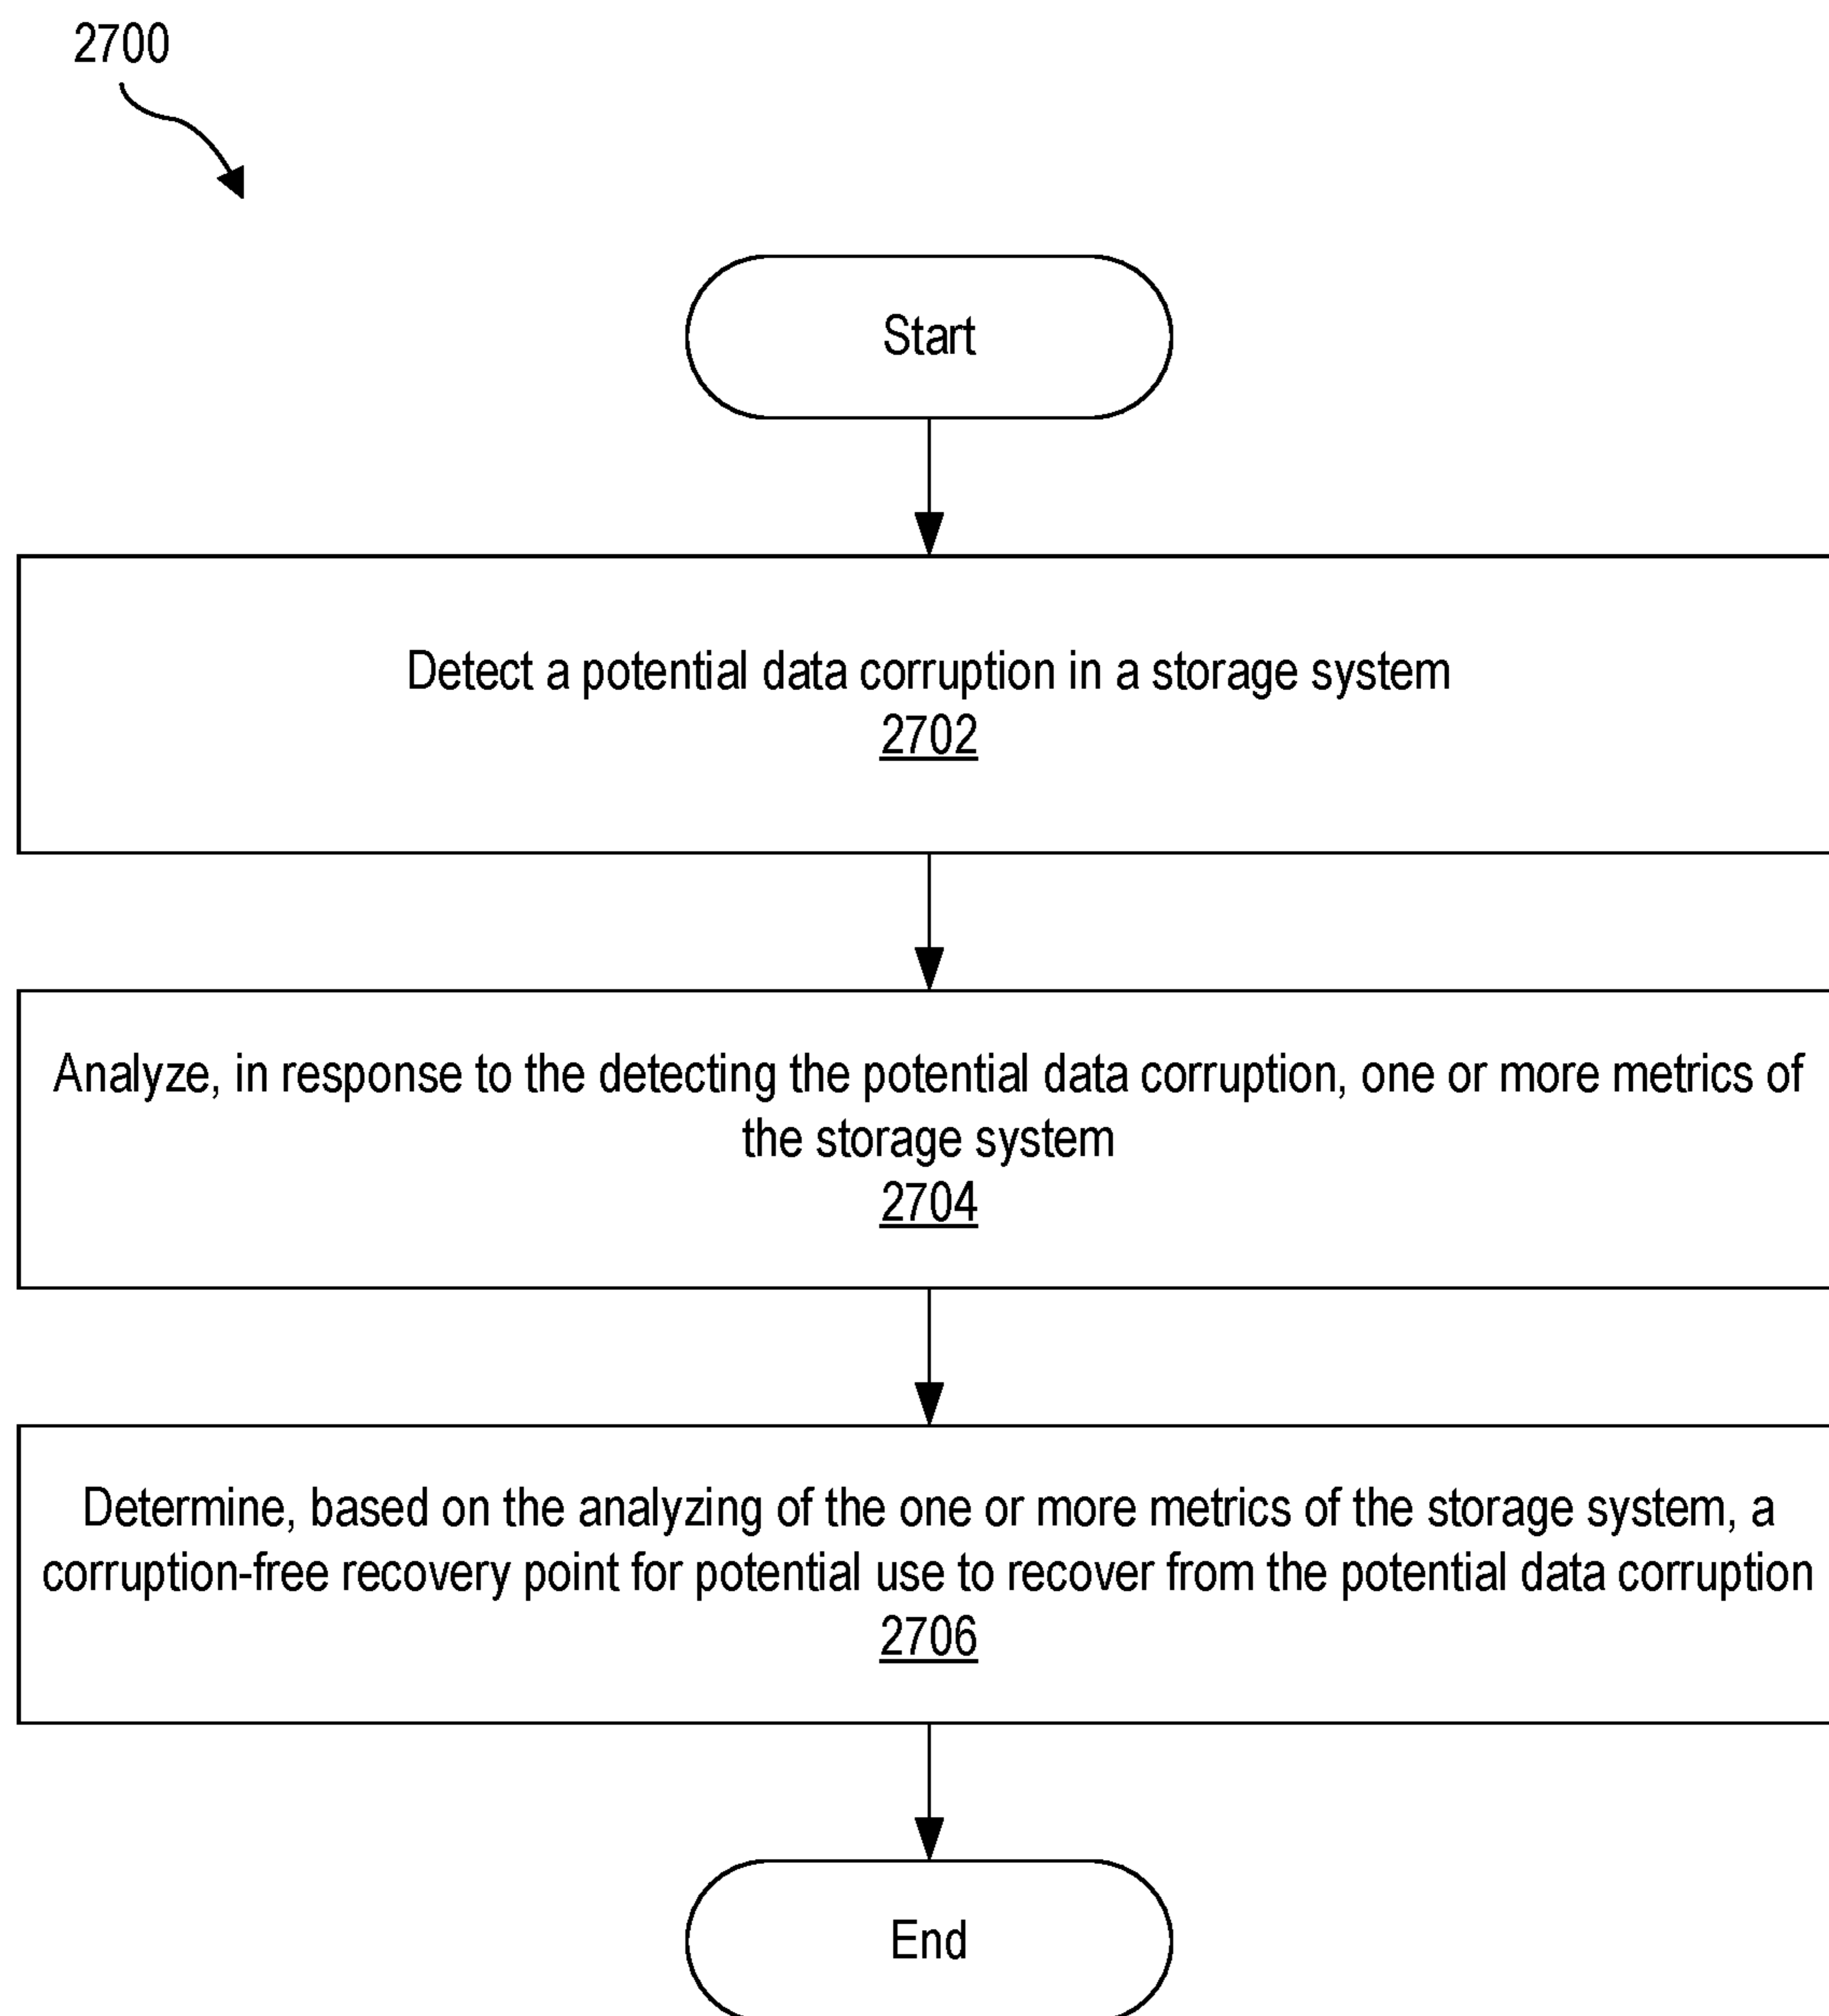 2700
Start
Detect a potential data corruption in a storage system
2702
Analyze, in response to the detecting the potential data corruption, one or more metrics of
the storage system
2704
Determine, based on the analyzing of the one or more metrics of the storage system, a
corruption-free recovery point for potential use to recover from the potential data corruption
2706
End